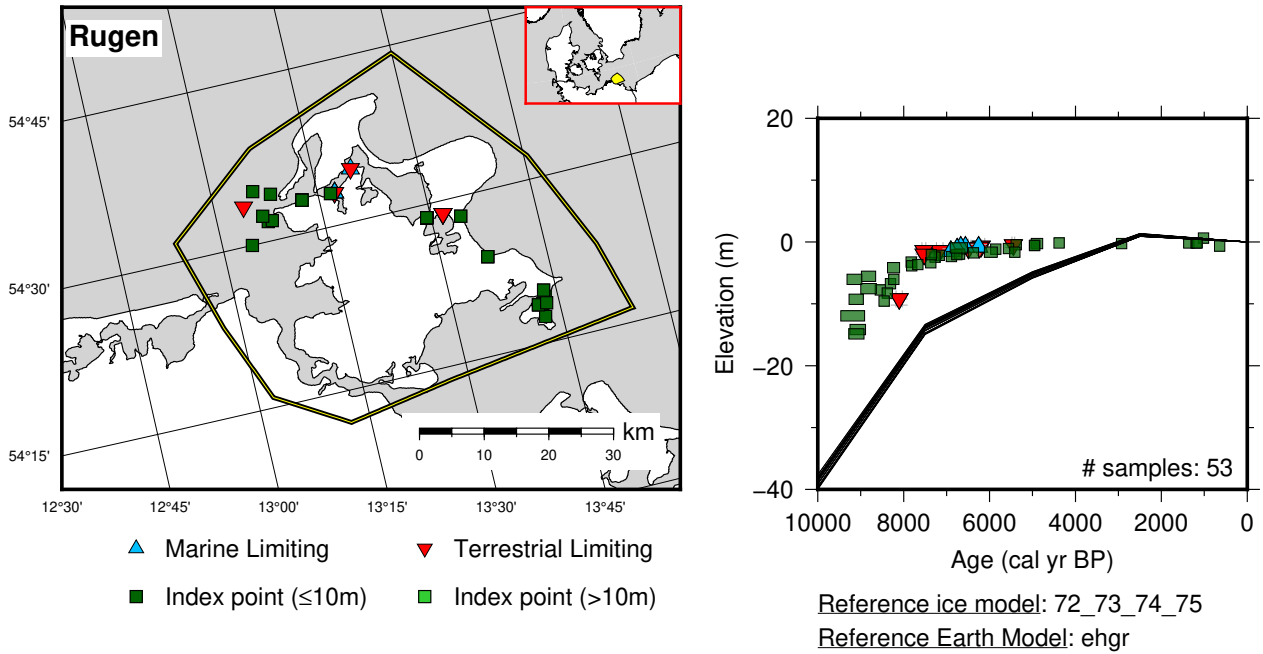 Rugen
54°45'
54°30'
54°15'
km
0 10 20 30
12°30' 12°45' 13°00' 13°15' 13°30' 13°45'
Marine Limiting
Terrestrial Limiting
Index point (≤10m)
Index point (>10m)
20
0
−20
−40
Elevation (m)
# samples: 53
10000 8000 6000 4000 2000 0
Age (cal yr BP)
Reference ice model: 72_73_74_75
Reference Earth Model: ehgr